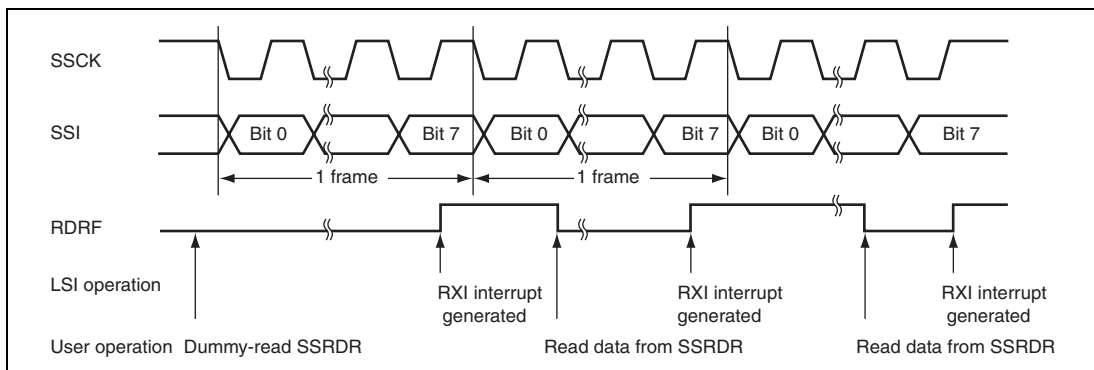 SSCK
SSI Bit 0 Bit 7 Bit 0 Bit 7 Bit 0 Bit 7
1 frame 1 frame
RDRF
LSI operation
RXI interrupt generated
RXI interrupt generated
RXI interrupt generated
User operation Dummy-read SSRDR Read data from SSRDR Read data from SSRDR